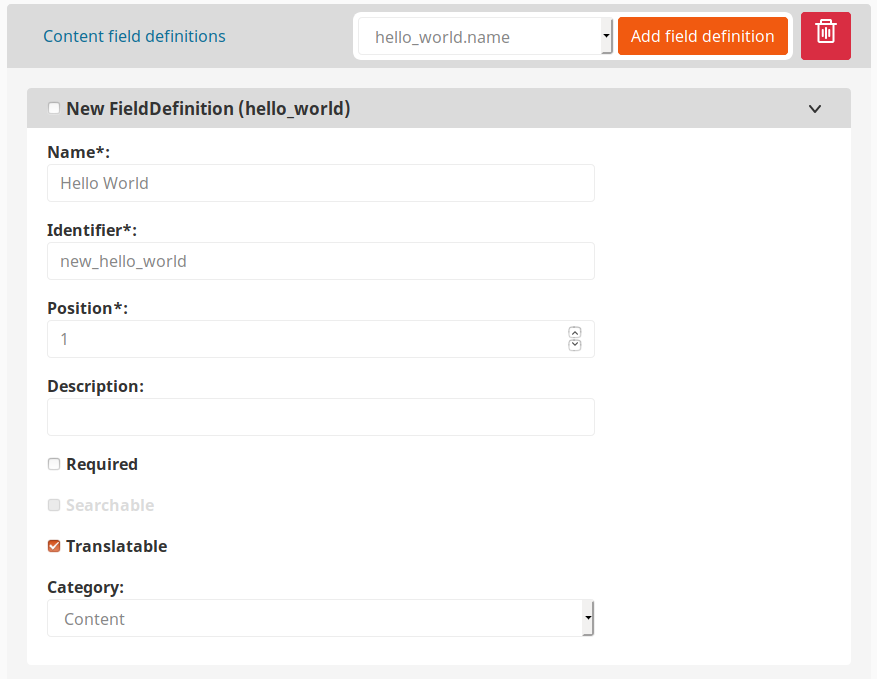 Content field definitions
hello_world.name
Add field definition
New FieldDefinition (hello_world)
Name*:
Hello World
Identifier*:
new_hello_world
Position*:
1
Description:
Required
Searchable
Translatable
Category:
Content